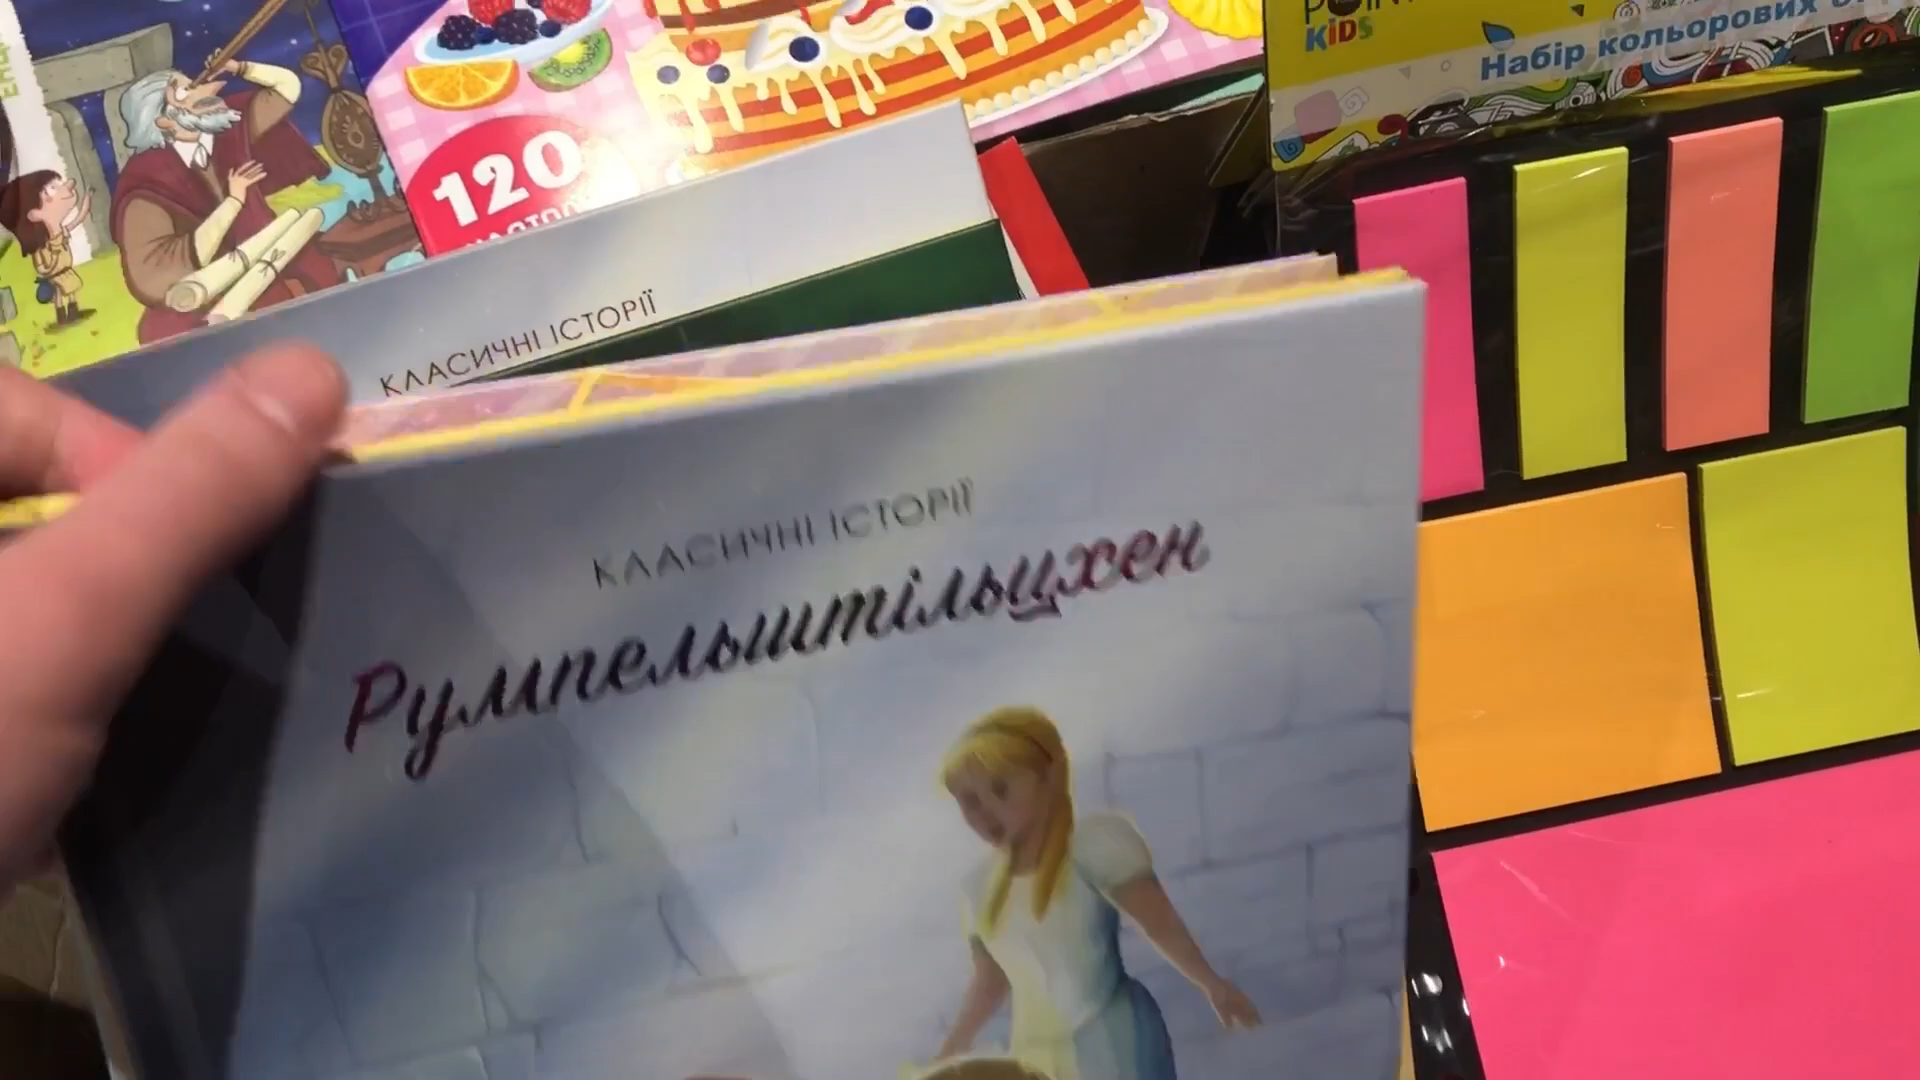 KiDS
Набір кольорових
120
КЛАСИЧНІ ІСТОРІЇ
КЛАСИЧНІ ІСТОРІЇ
Румпельштільцхен